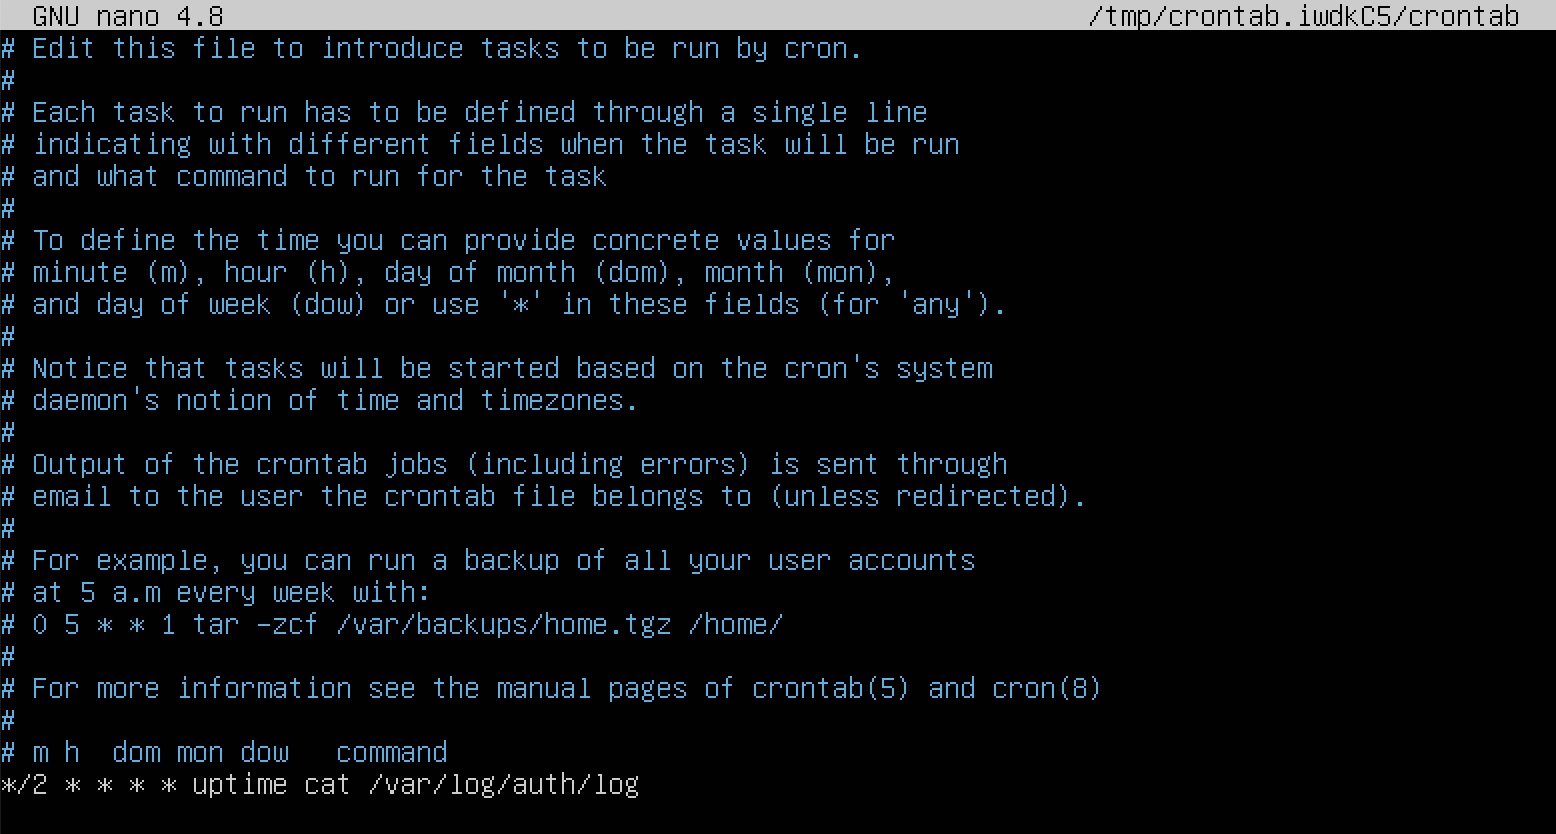 GNU nano 4.8 /tmp/crontab.iwdkC5/crontab
# Edit this file to introduce tasks to be run by cron.
#
# Each task to run has to be defined through a single line
# indicating with different fields when the task will be run
# and what command to run for the task
#
# To define the time you can provide concrete values for
# minute (m), hour (h), day of month (dom), month (mon),
# and day of week (dow) or use '*' in these fields (for 'any').
#
# Notice that tasks will be started based on the cron's system
# daemon's notion of time and timezones.
#
# Output of the crontab jobs (including errors) is sent through
# email to the user the crontab file belongs to (unless redirected).
#
# For example, you can run a backup of all your user accounts
# at 5 a.m every week with:
# 0 5 * * 1 tar -zcf /var/backups/home.tgz /home/
#
# For more information see the manual pages of crontab(5) and cron(8)
#
# m h  dom mon dow   command
*/2 * * * * uptime cat /var/log/auth/log